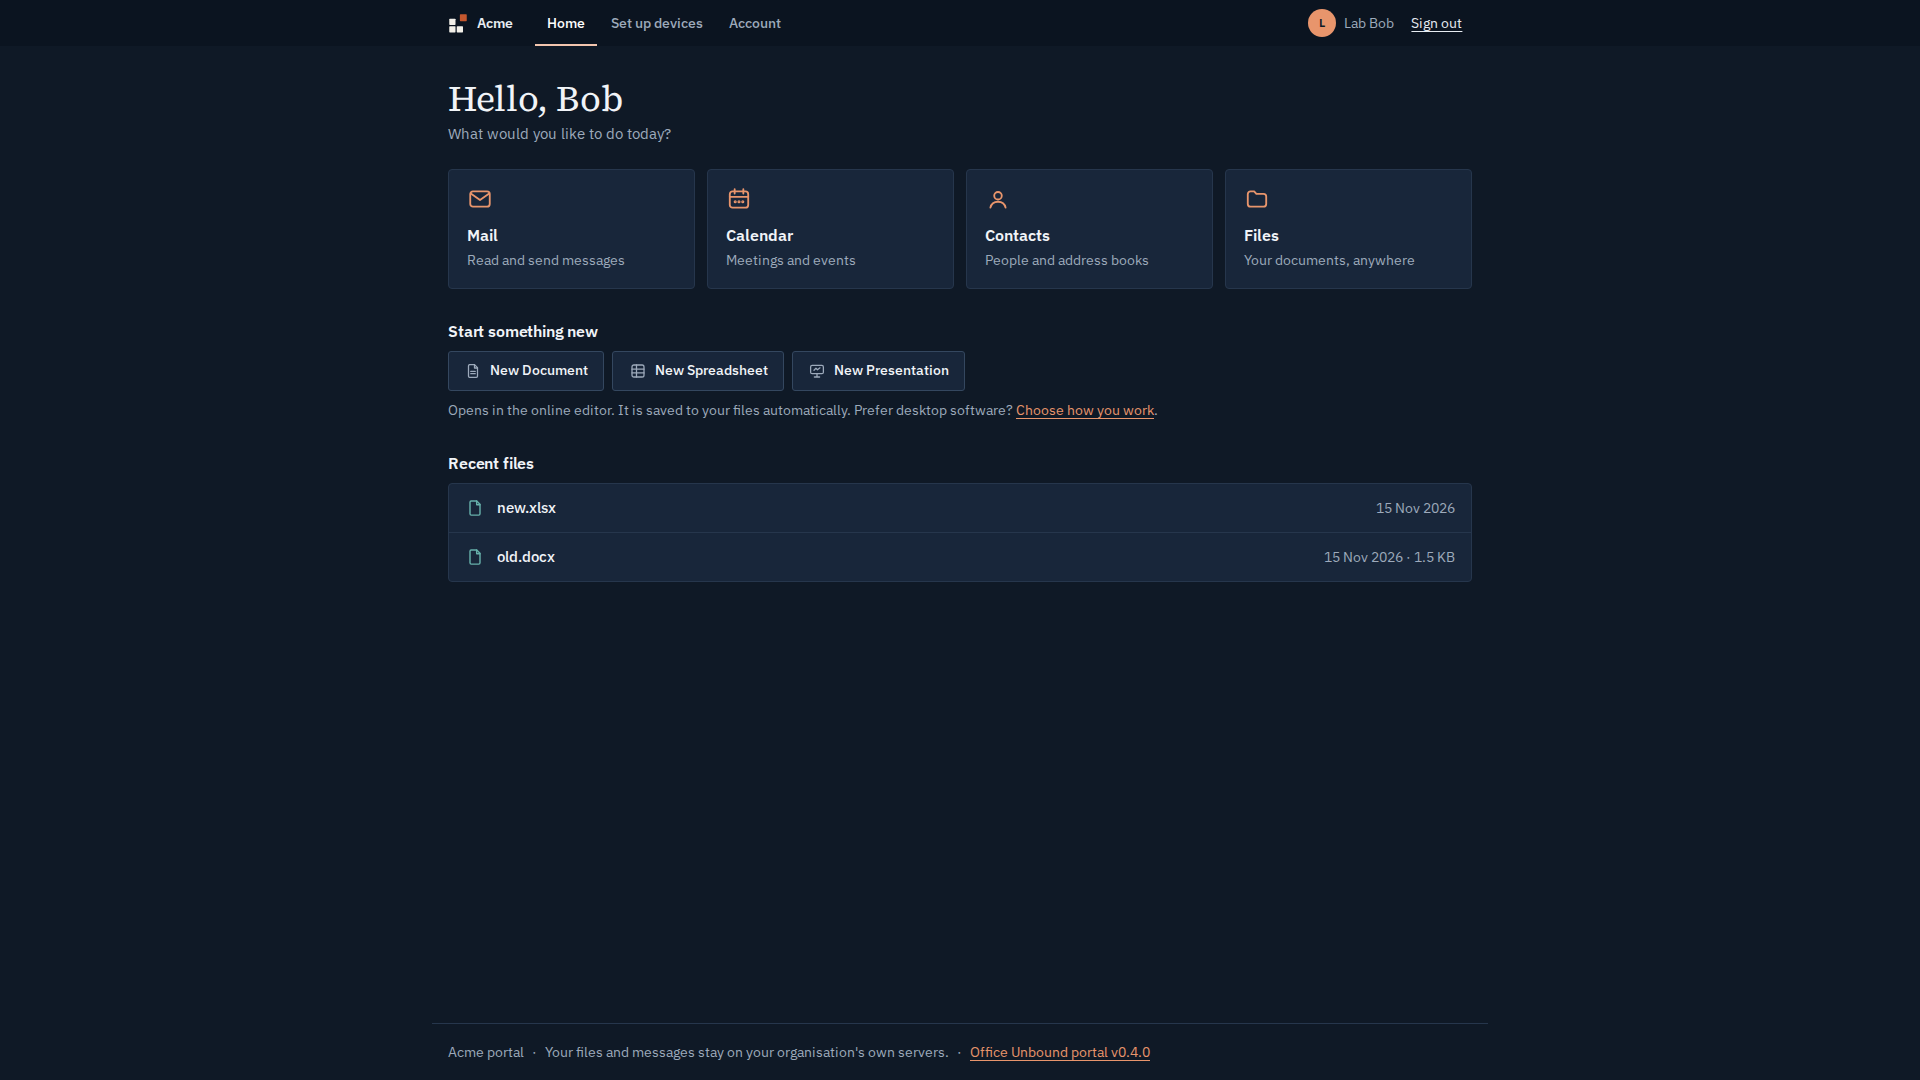 Acme Home Set up devices Account L Lab Bob Sign out
Hello, Bob
What would you like to do today?
Mail Calendar Contacts Files
Read and send messages Meetings and events People and address books Your documents, anywhere
Start something new
New Document New Spreadsheet New Presentation
Opens in the online editor. It is saved to your files automatically. Prefer desktop software? Choose how you work.
Recent files
new.xlsx 15 Nov 2026
old.docx 15 Nov 2026 · 1.5 KB
Acme portal · Your files and messages stay on your organisation's own servers. · Office Unbound portal v0.4.0